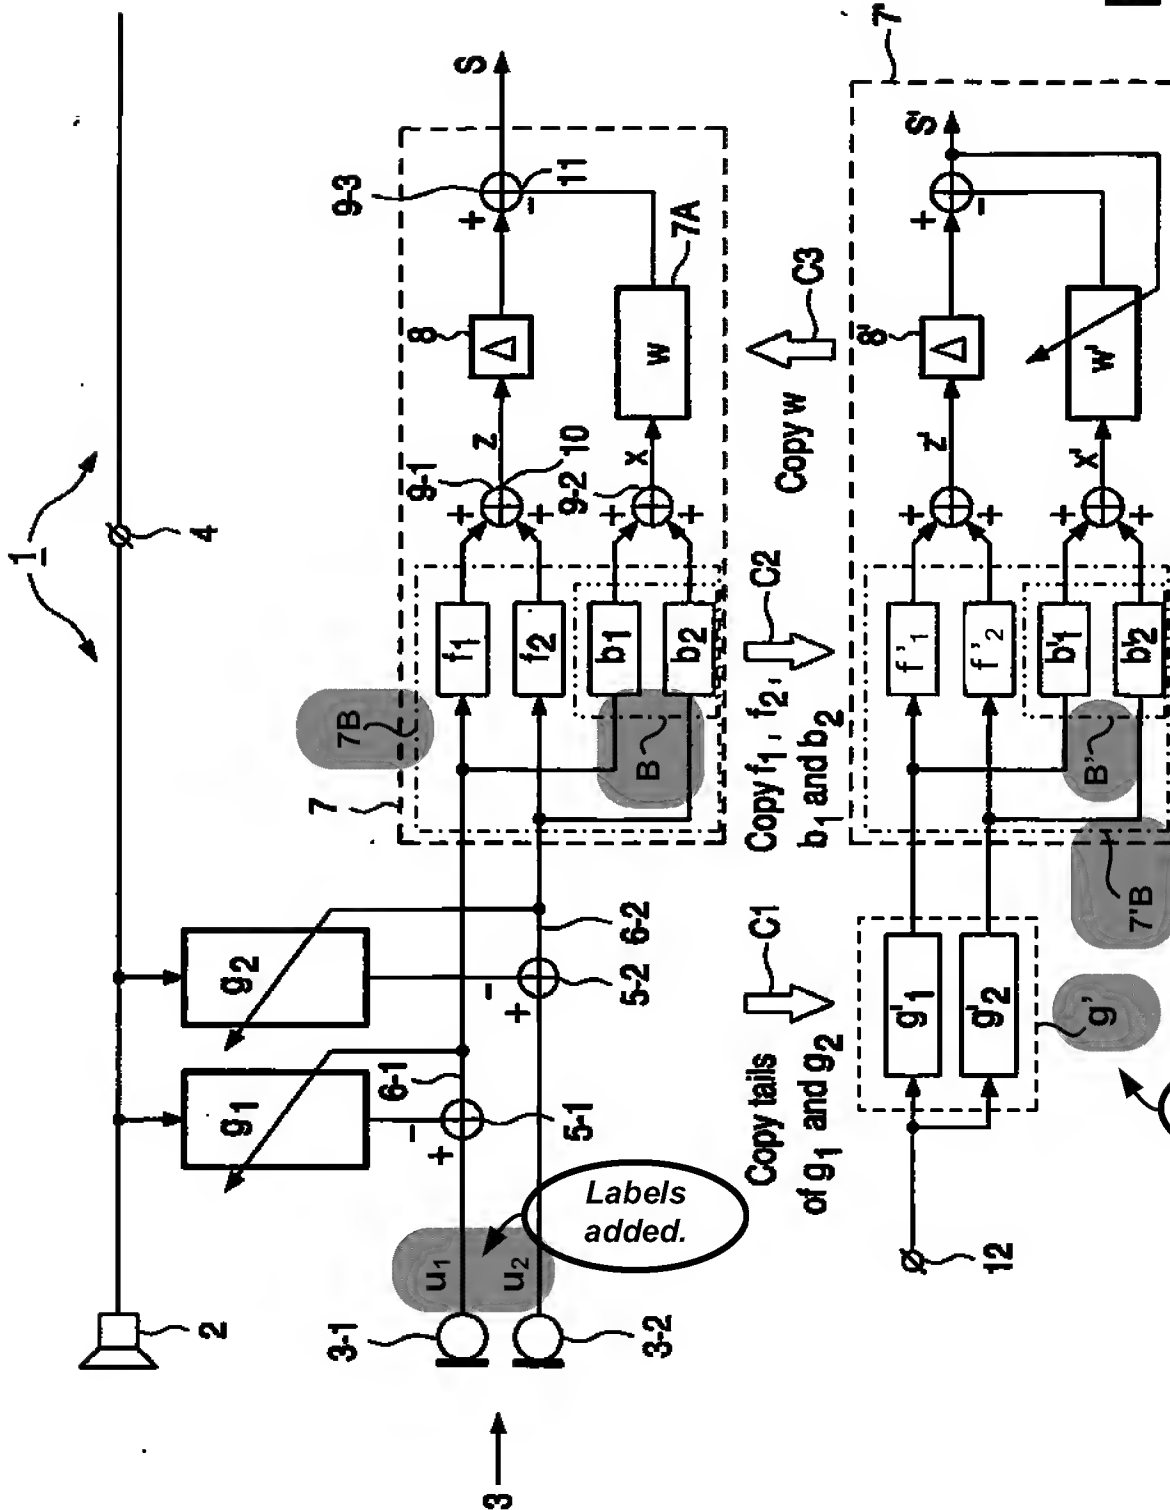 1
2
4
g1
g2
3
3-1
3-2
u1
u2
Labels
added.
+
-
5-1
6-1
+
-
5-2
6-2
7
7B
f1
f2
b1
b2
B
+
+
9-1
10
z
8
Δ
+
-
9-3
11
S
+
+
9-2
x
w
7A
Copy tails
of g1 and g2
C1
Copy f1, f2,
b1 and b2
C2
Copy w
C3
12
g'1
g'2
g'
7'
7'B
f'1
f'2
b'1
b'2
B'
+
+
z'
8'
Δ
+
-
S'
+
+
x'
w'